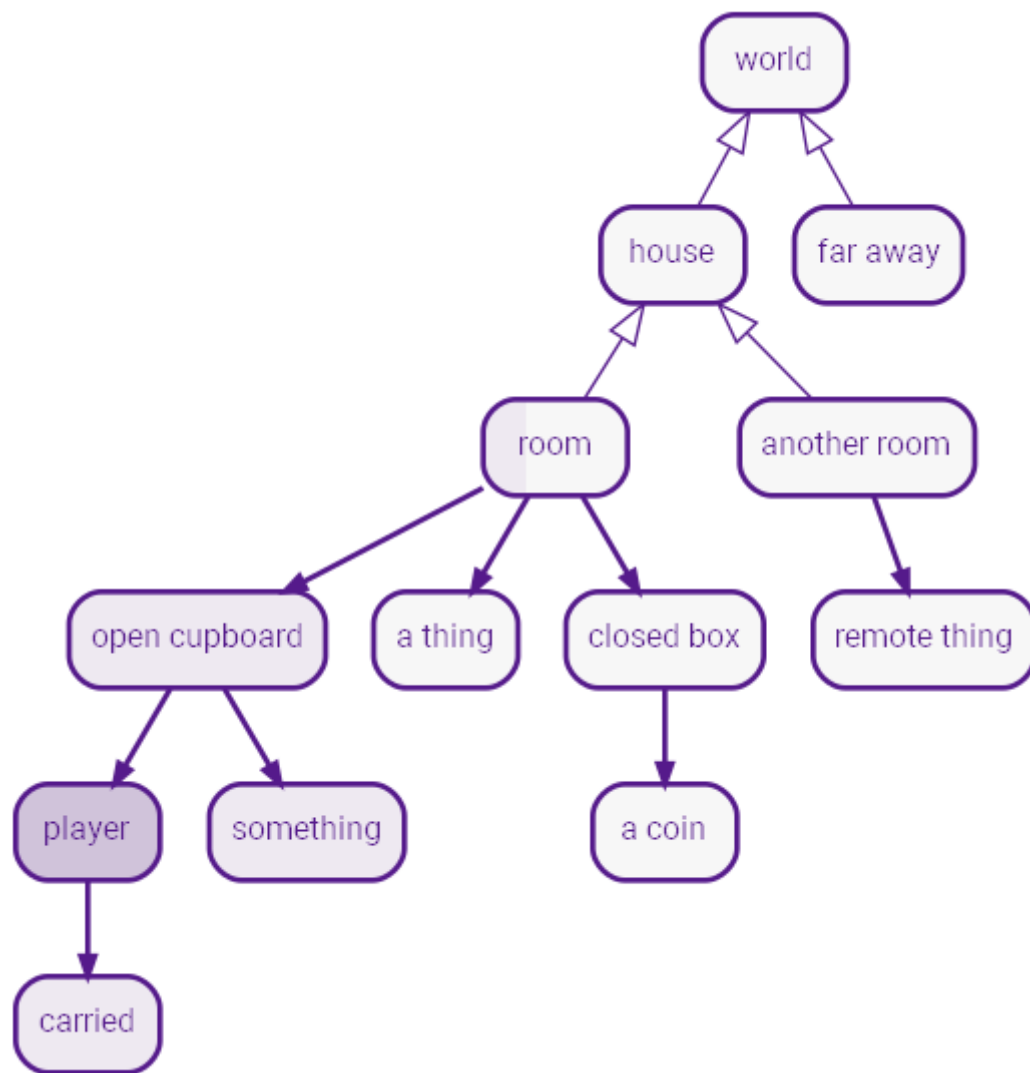 world
house
far away
room
another room
open cupboard
a thing
closed box
remote thing
player
something
a coin
carried